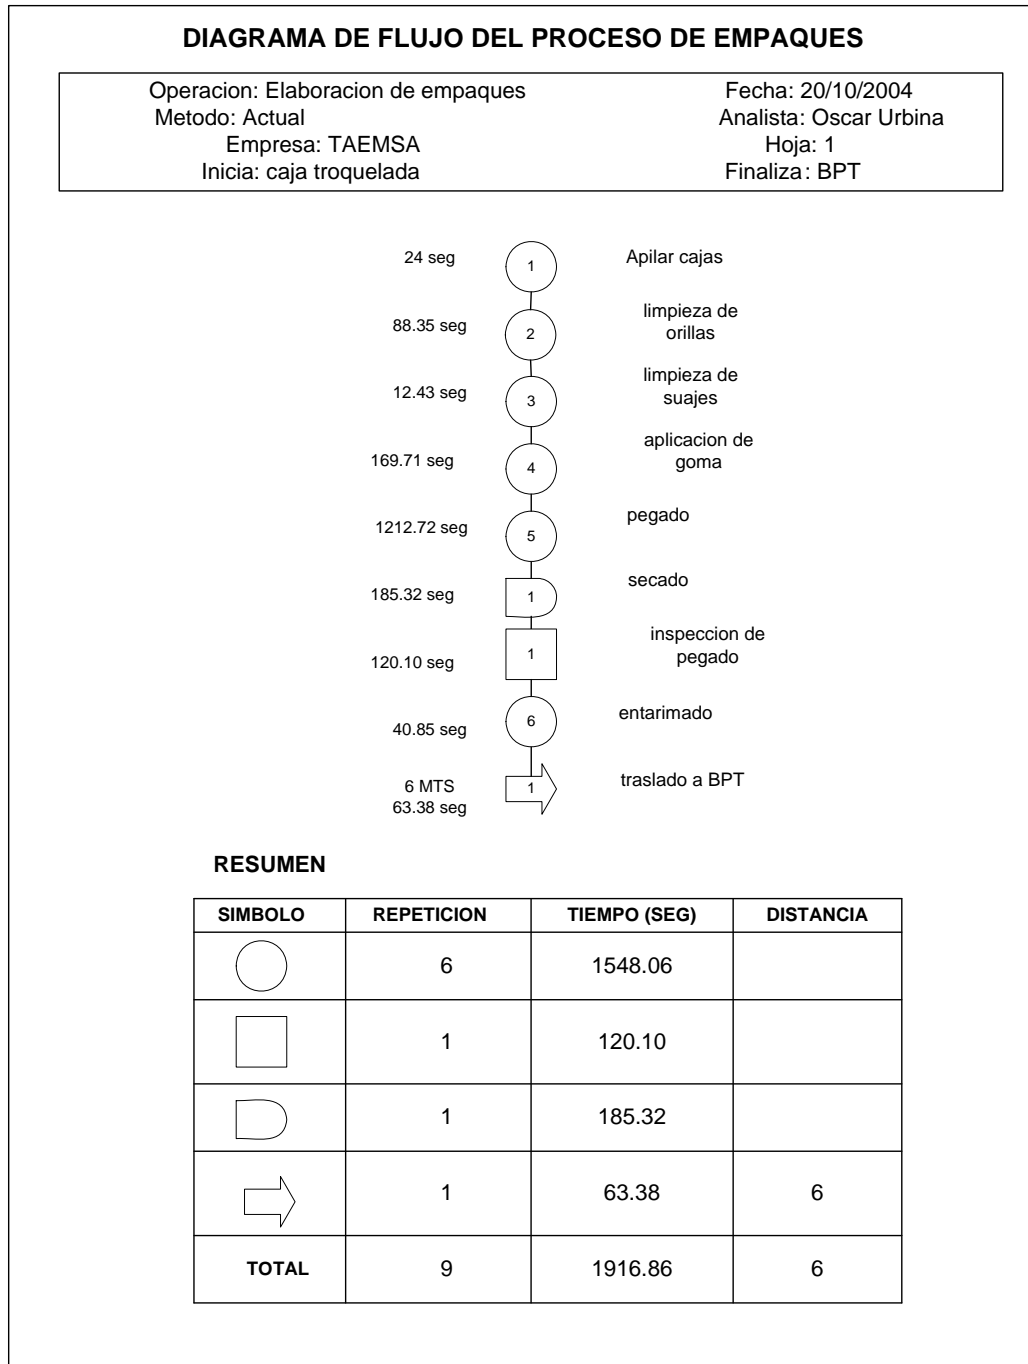 DIAGRAMA DE FLUJO DEL PROCESO DE EMPAQUES
Operacion: Elaboracion de empaques
Fecha: 20/10/2004
Metodo: Actual
Analista: Oscar Urbina
Empresa: TAEMSA
Hoja: 1
Inicia: caja troquelada
Finaliza: BPT
24 seg
1
Apilar cajas
88.35 seg
2
limpieza de
orillas
12.43 seg
3
limpieza de
suajes
169.71 seg
4
aplicacion de
goma
1212.72 seg
5
pegado
185.32 seg
1
secado
120.10 seg
1
inspeccion de
pegado
40.85 seg
6
entarimado
6 MTS
63.38 seg
1
traslado a BPT
RESUMEN
SIMBOLO
REPETICION
TIEMPO (SEG)
DISTANCIA
6
1548.06
1
120.10
1
185.32
1
63.38
6
TOTAL
9
1916.86
6